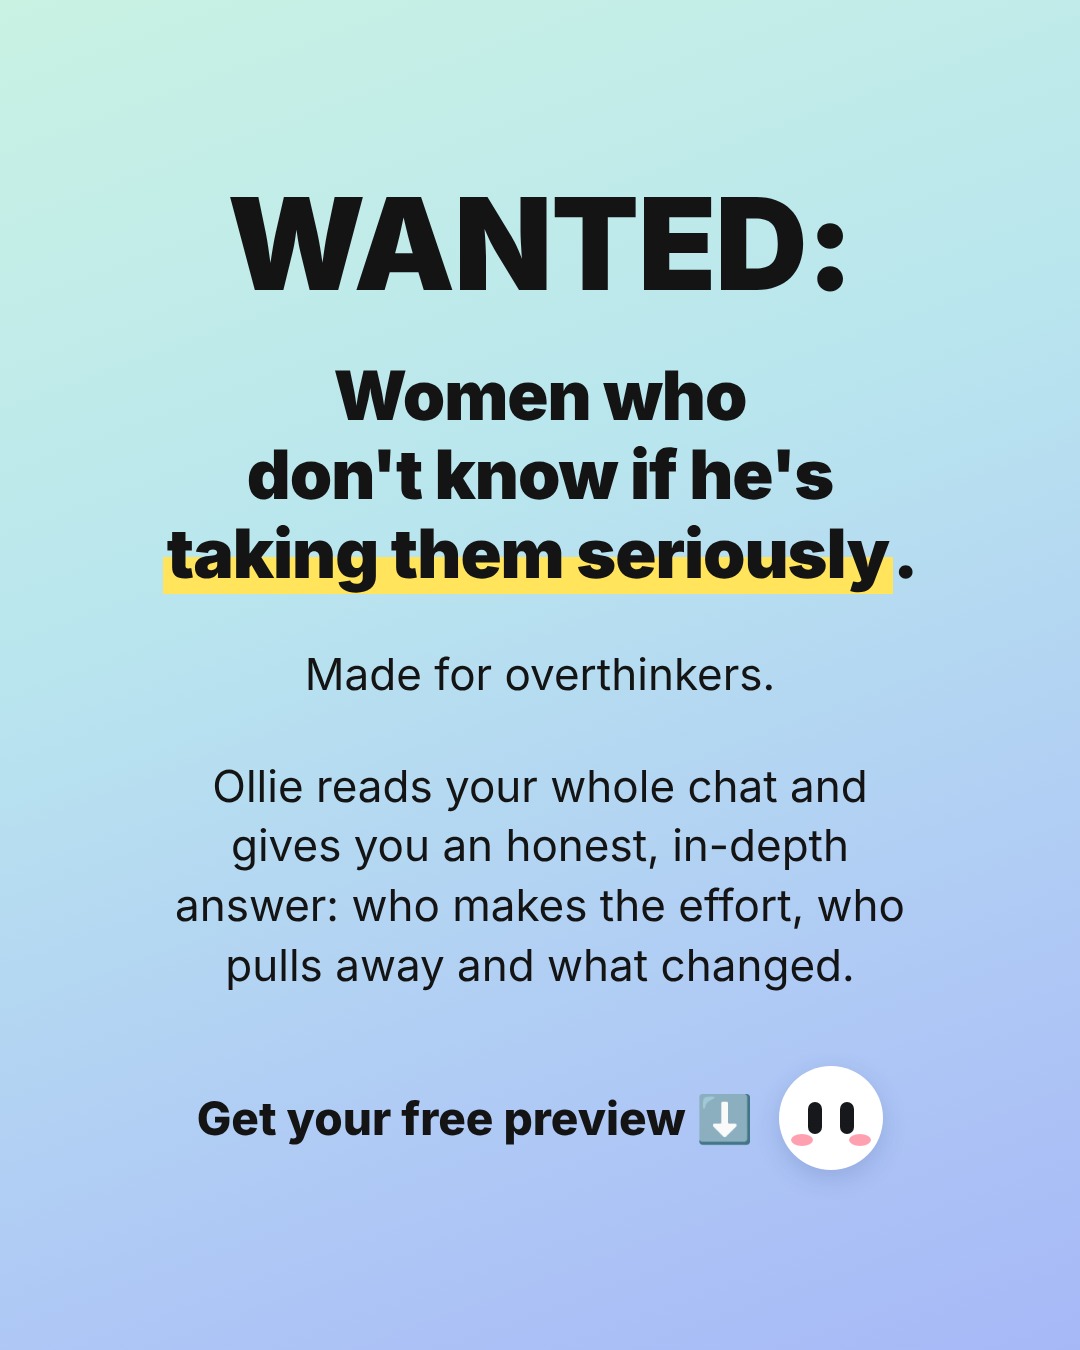 WANTED:
Women who
don't know if he's
taking them seriously.
Made for overthinkers.
Ollie reads your whole chat and
gives you an honest, in-depth
answer: who makes the effort, who
pulls away and what changed.
Get your free preview ⬇️